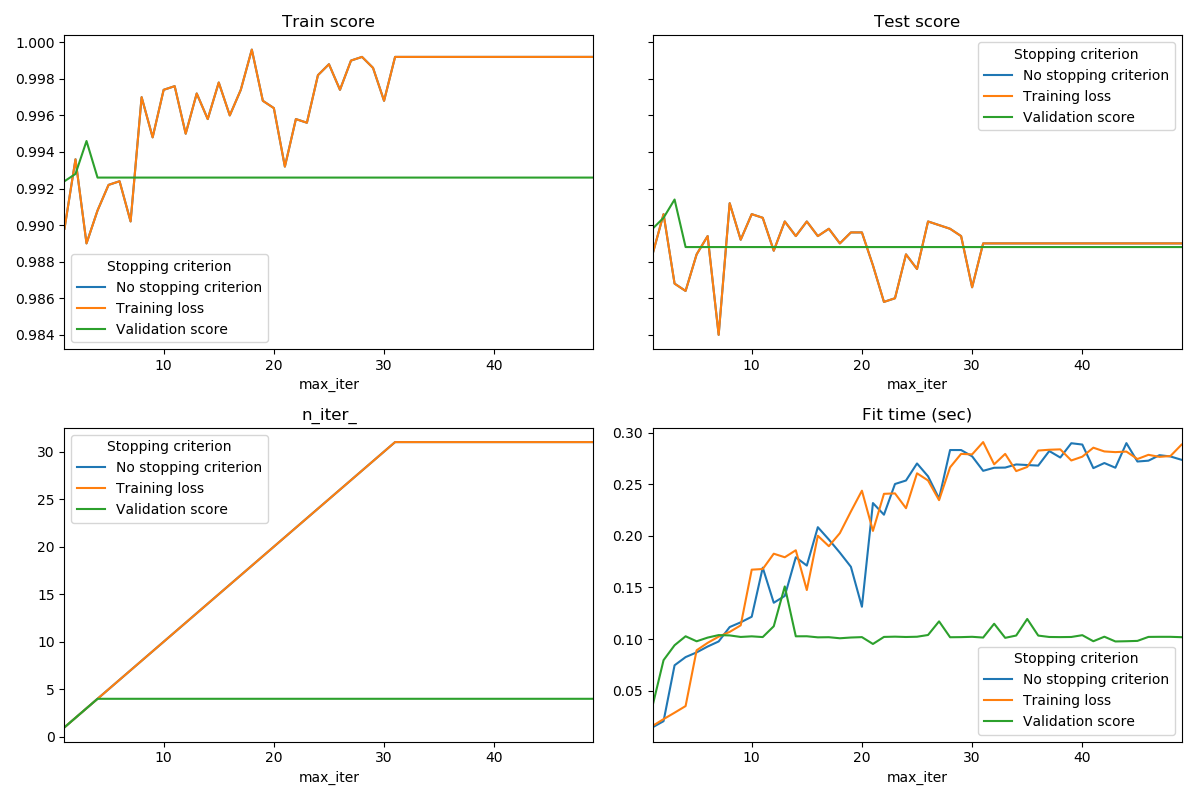 Train score
1.000
0.998
0.996
0.994
0.992
0.990
0.988
0.986
0.984
Stopping criterion
No stopping criterion
Training loss
Validation score
10
20
30
40
max_iter
Test score
Stopping criterion
No stopping criterion
Training loss
Validation score
10
20
30
40
max_iter
n_iter_
30
25
20
15
10
5
0
Stopping criterion
No stopping criterion
Training loss
Validation score
10
20
30
40
max_iter
Fit time (sec)
0.30
0.25
0.20
0.15
0.10
0.05
Stopping criterion
No stopping criterion
Training loss
Validation score
10
20
30
40
max_iter